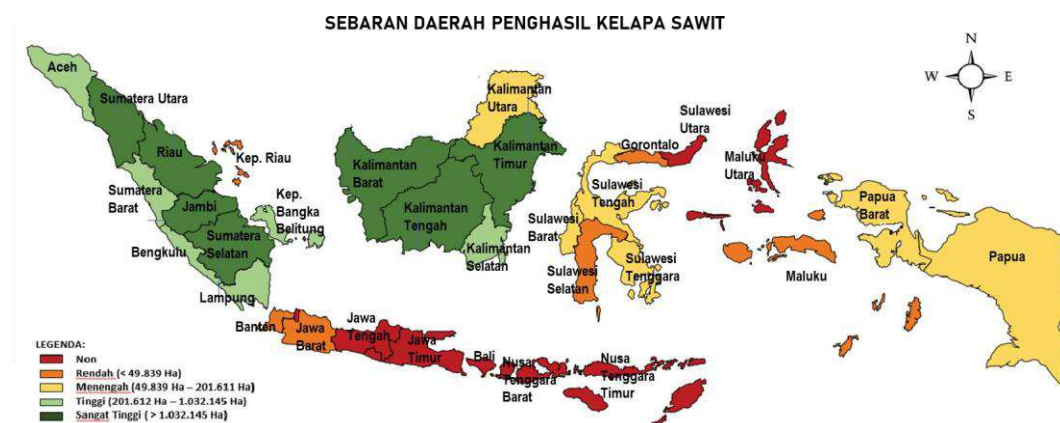 SEBARAN DAERAH PENGHASIL KELAPA SAWIT
N
W
E
S
Aceh
Sumatera Utara
Riau
Kep. Riau
Sumatera
Barat
Jambi
Kep.
Bangka
Belitung
Sumatera
Selatan
Bengkulu
Lampung
Kalimantan
Utara
Kalimantan
Timur
Kalimantan
Barat
Kalimantan
Tengah
Kalimantan
Selatan
Sulawesi
Utara
Gorontalo
Sulawesi
Tengah
Sulawesi
Barat
Sulawesi
Selatan
Sulawesi
Tenggara
Maluku
Utara
Maluku
Papua
Barat
Papua
Banten
Jawa
Barat
Jawa
Tengah
Jawa
Timur
Bali
Nusa
Tenggara
Barat
Nusa
Tenggara
Timur
LEGENDA:
Non
Rendah (< 49.839 Ha)
Menengah (49.839 Ha – 201.611 Ha)
Tinggi (201.612 Ha – 1.032.145 Ha)
Sangat Tinggi ( > 1.032.145 Ha)